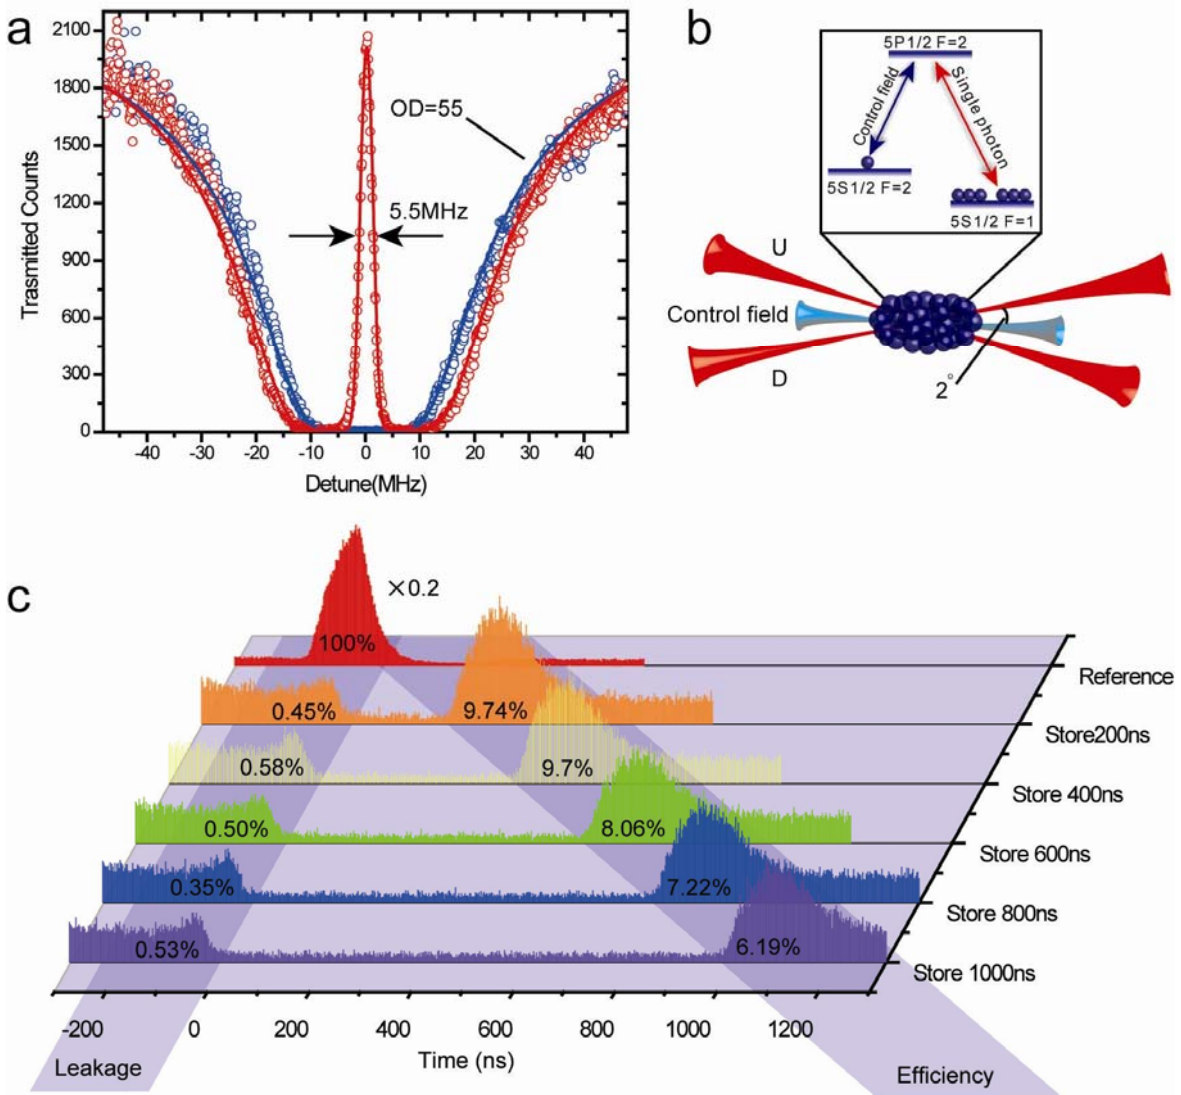 a
2100
1800
1500
1200
900
600
300
0
Trasmitted Counts
OD=55
5.5MHz
-40
-30
-20
-10
0
10
20
30
40
Detune(MHz)
b
5P1/2 F=2
Control field
Single photon
5S1/2 F=2
5S1/2 F=1
U
Control field
D
2°
c
×0.2
100%
Reference
0.45%
9.74%
Store200ns
0.58%
9.7%
Store 400ns
0.50%
8.06%
Store 600ns
0.35%
7.22%
Store 800ns
0.53%
6.19%
Store 1000ns
-200
0
200
400
600
800
1000
1200
Time (ns)
Leakage
Efficiency